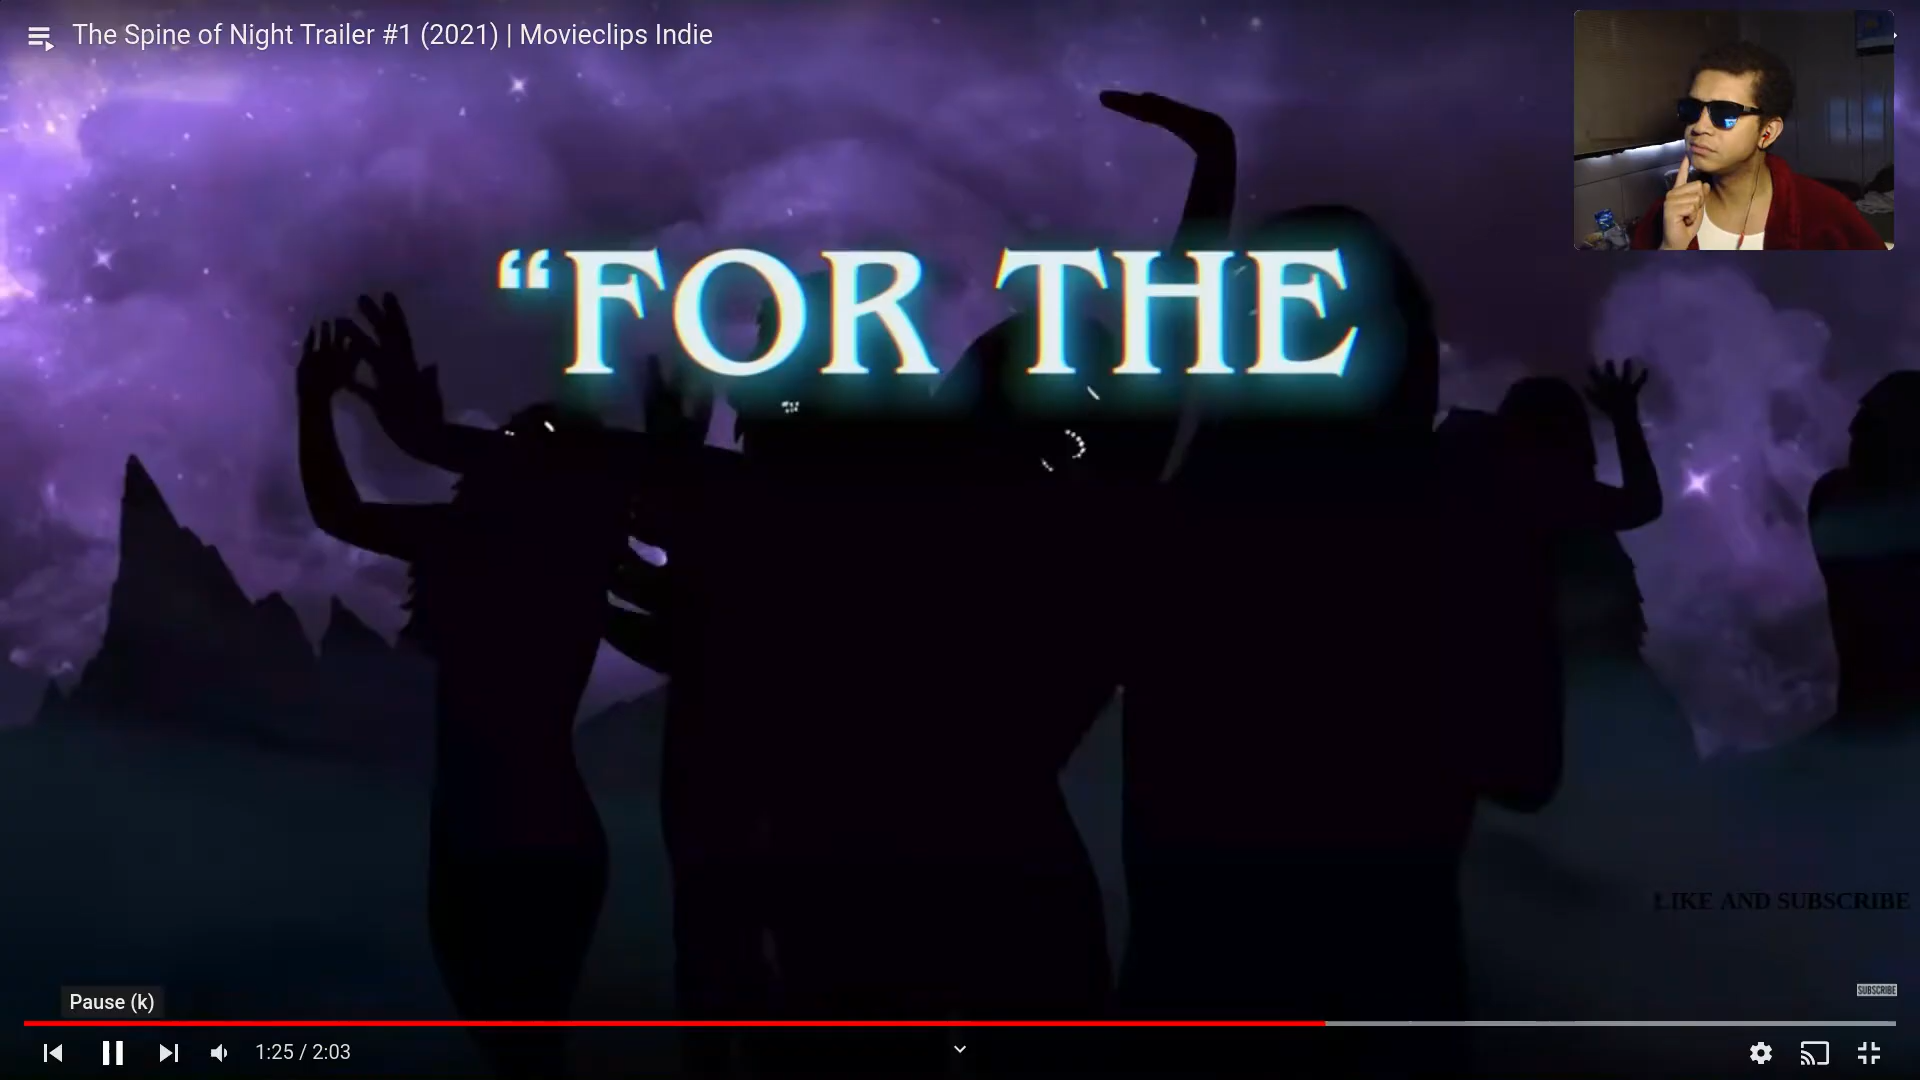 The Spine of Night Trailer #1 (2021) | Movieclips Indie
“FOR THE
LIKE AND SUBSCRIBE
SUBSCRIBE
Pause (k)
1:25 / 2:03